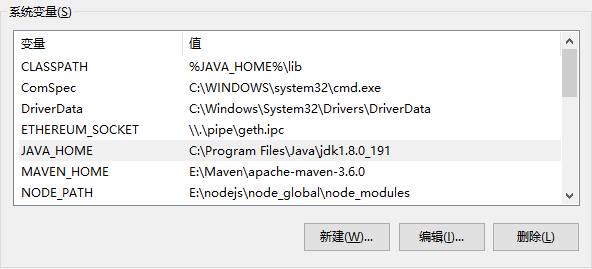 系统变量(S)
变量 值
CLASSPATH %JAVA_HOME%\lib
ComSpec C:\WINDOWS\system32\cmd.exe
DriverData C:\Windows\System32\Drivers\DriverData
ETHEREUM_SOCKET \\.\pipe\geth.ipc
JAVA_HOME C:\Program Files\Java\jdk1.8.0_191
MAVEN_HOME E:\Maven\apache-maven-3.6.0
NODE_PATH E:\nodejs\node_global\node_modules
新建(W)... 编辑(I)... 删除(L)